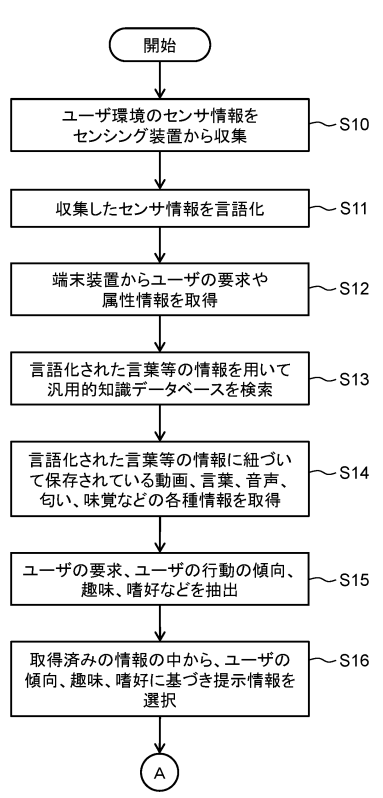 開始
ユーザ環境のセンサ情報を
センシング装置から収集
S10
収集したセンサ情報を言語化
S11
端末装置からユーザの要求や
属性情報を取得
S12
言語化された言葉等の情報を用いて
汎用的知識データベースを検索
S13
言語化された言葉等の情報に紐づい
て保存されている動画、言葉、音声、
匂い、味覚などの各種情報を取得
S14
ユーザの要求、ユーザの行動の傾向、
趣味、嗜好などを抽出
S15
取得済みの情報の中から、ユーザの
傾向、趣味、嗜好に基づき提示情報を
選択
S16
A